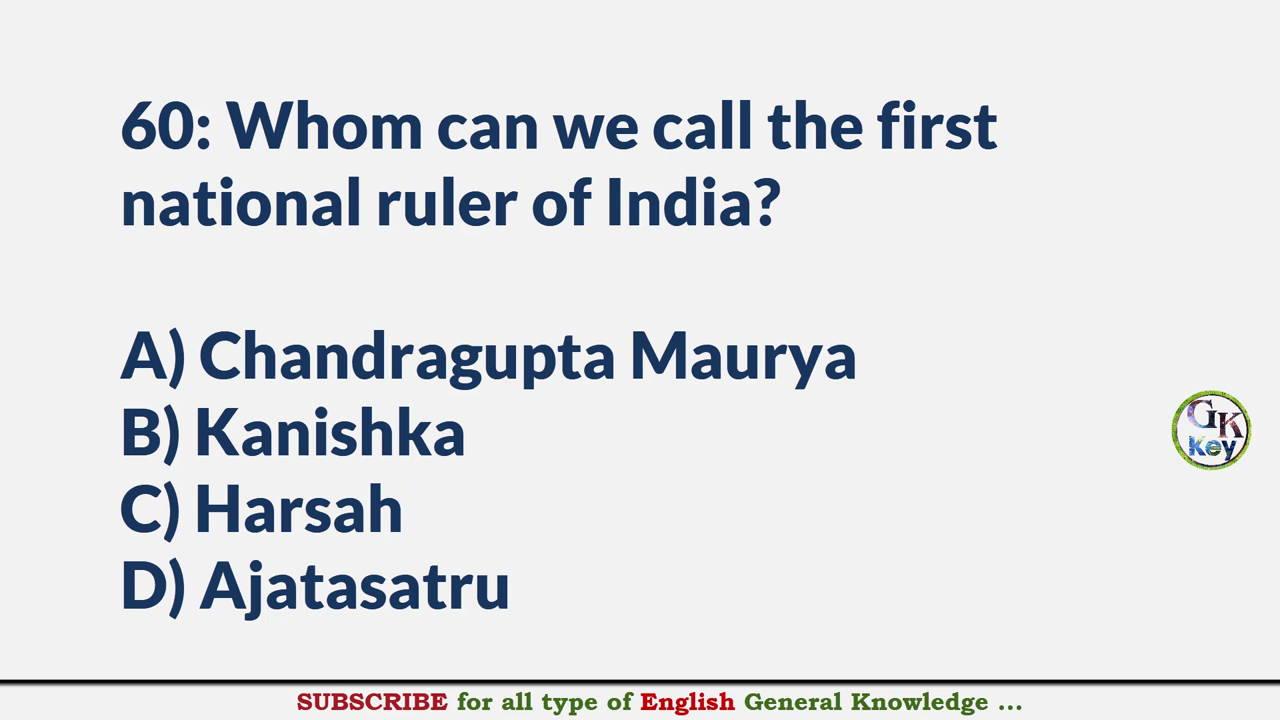 60: Whom can we call the first
national ruler of India?
A) Chandragupta Maurya
B) Kanishka
C) Harsah
D) Ajatasatru
GK
Key
SUBSCRIBE for all type of English General Knowledge ...